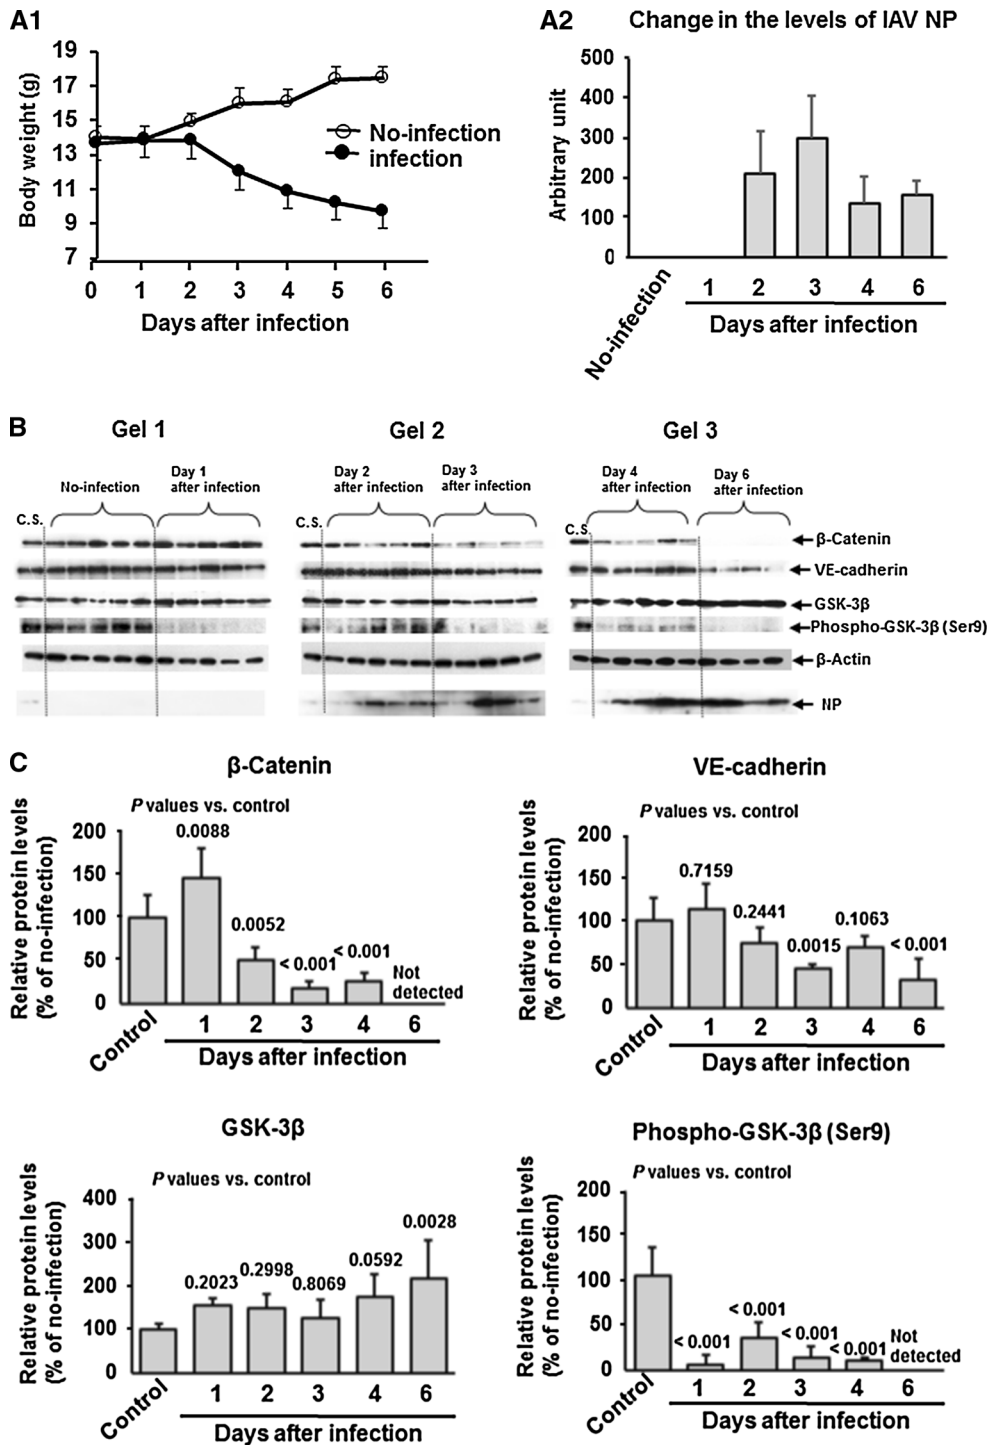 A1
19
17
15
13
11
9
7
Body weight (g)
No-infection
infection
0 1 2 3 4 5 6
Days after infection
A2
Change in the levels of IAV NP
500
400
300
200
100
0
Arbitrary unit
No-infection
1 2 3 4 6
Days after infection
B
Gel 1
Gel 2
Gel 3
C.S.
No-infection
Day 1
after infection
C.S.
Day 2
after infection
Day 3
after infection
C.S.
Day 4
after infection
Day 6
after infection
β-Catenin
VE-cadherin
GSK-3β
Phospho-GSK-3β (Ser9)
β-Actin
NP
C
β-Catenin
P values vs. control
Relative protein levels
(% of no-infection)
200
150
100
50
0
0.0088
0.0052
< 0.001
< 0.001
Not
detected
Control
1 2 3 4 6
Days after infection
VE-cadherin
P values vs. control
Relative protein levels
(% of no-infection)
200
150
100
50
0
0.7159
0.2441
0.0015
0.1063
< 0.001
Control
1 2 3 4 6
Days after infection
GSK-3β
P values vs. control
Relative protein levels
(% of no-infection)
400
300
200
100
0
0.2023
0.2998
0.8069
0.0592
0.0028
Control
1 2 3 4 6
Days after infection
Phospho-GSK-3β (Ser9)
P values vs. control
Relative protein levels
(% of no-infection)
200
150
100
50
0
< 0.001
< 0.001
< 0.001
< 0.001
Not
detected
Control
1 2 3 4 6
Days after infection